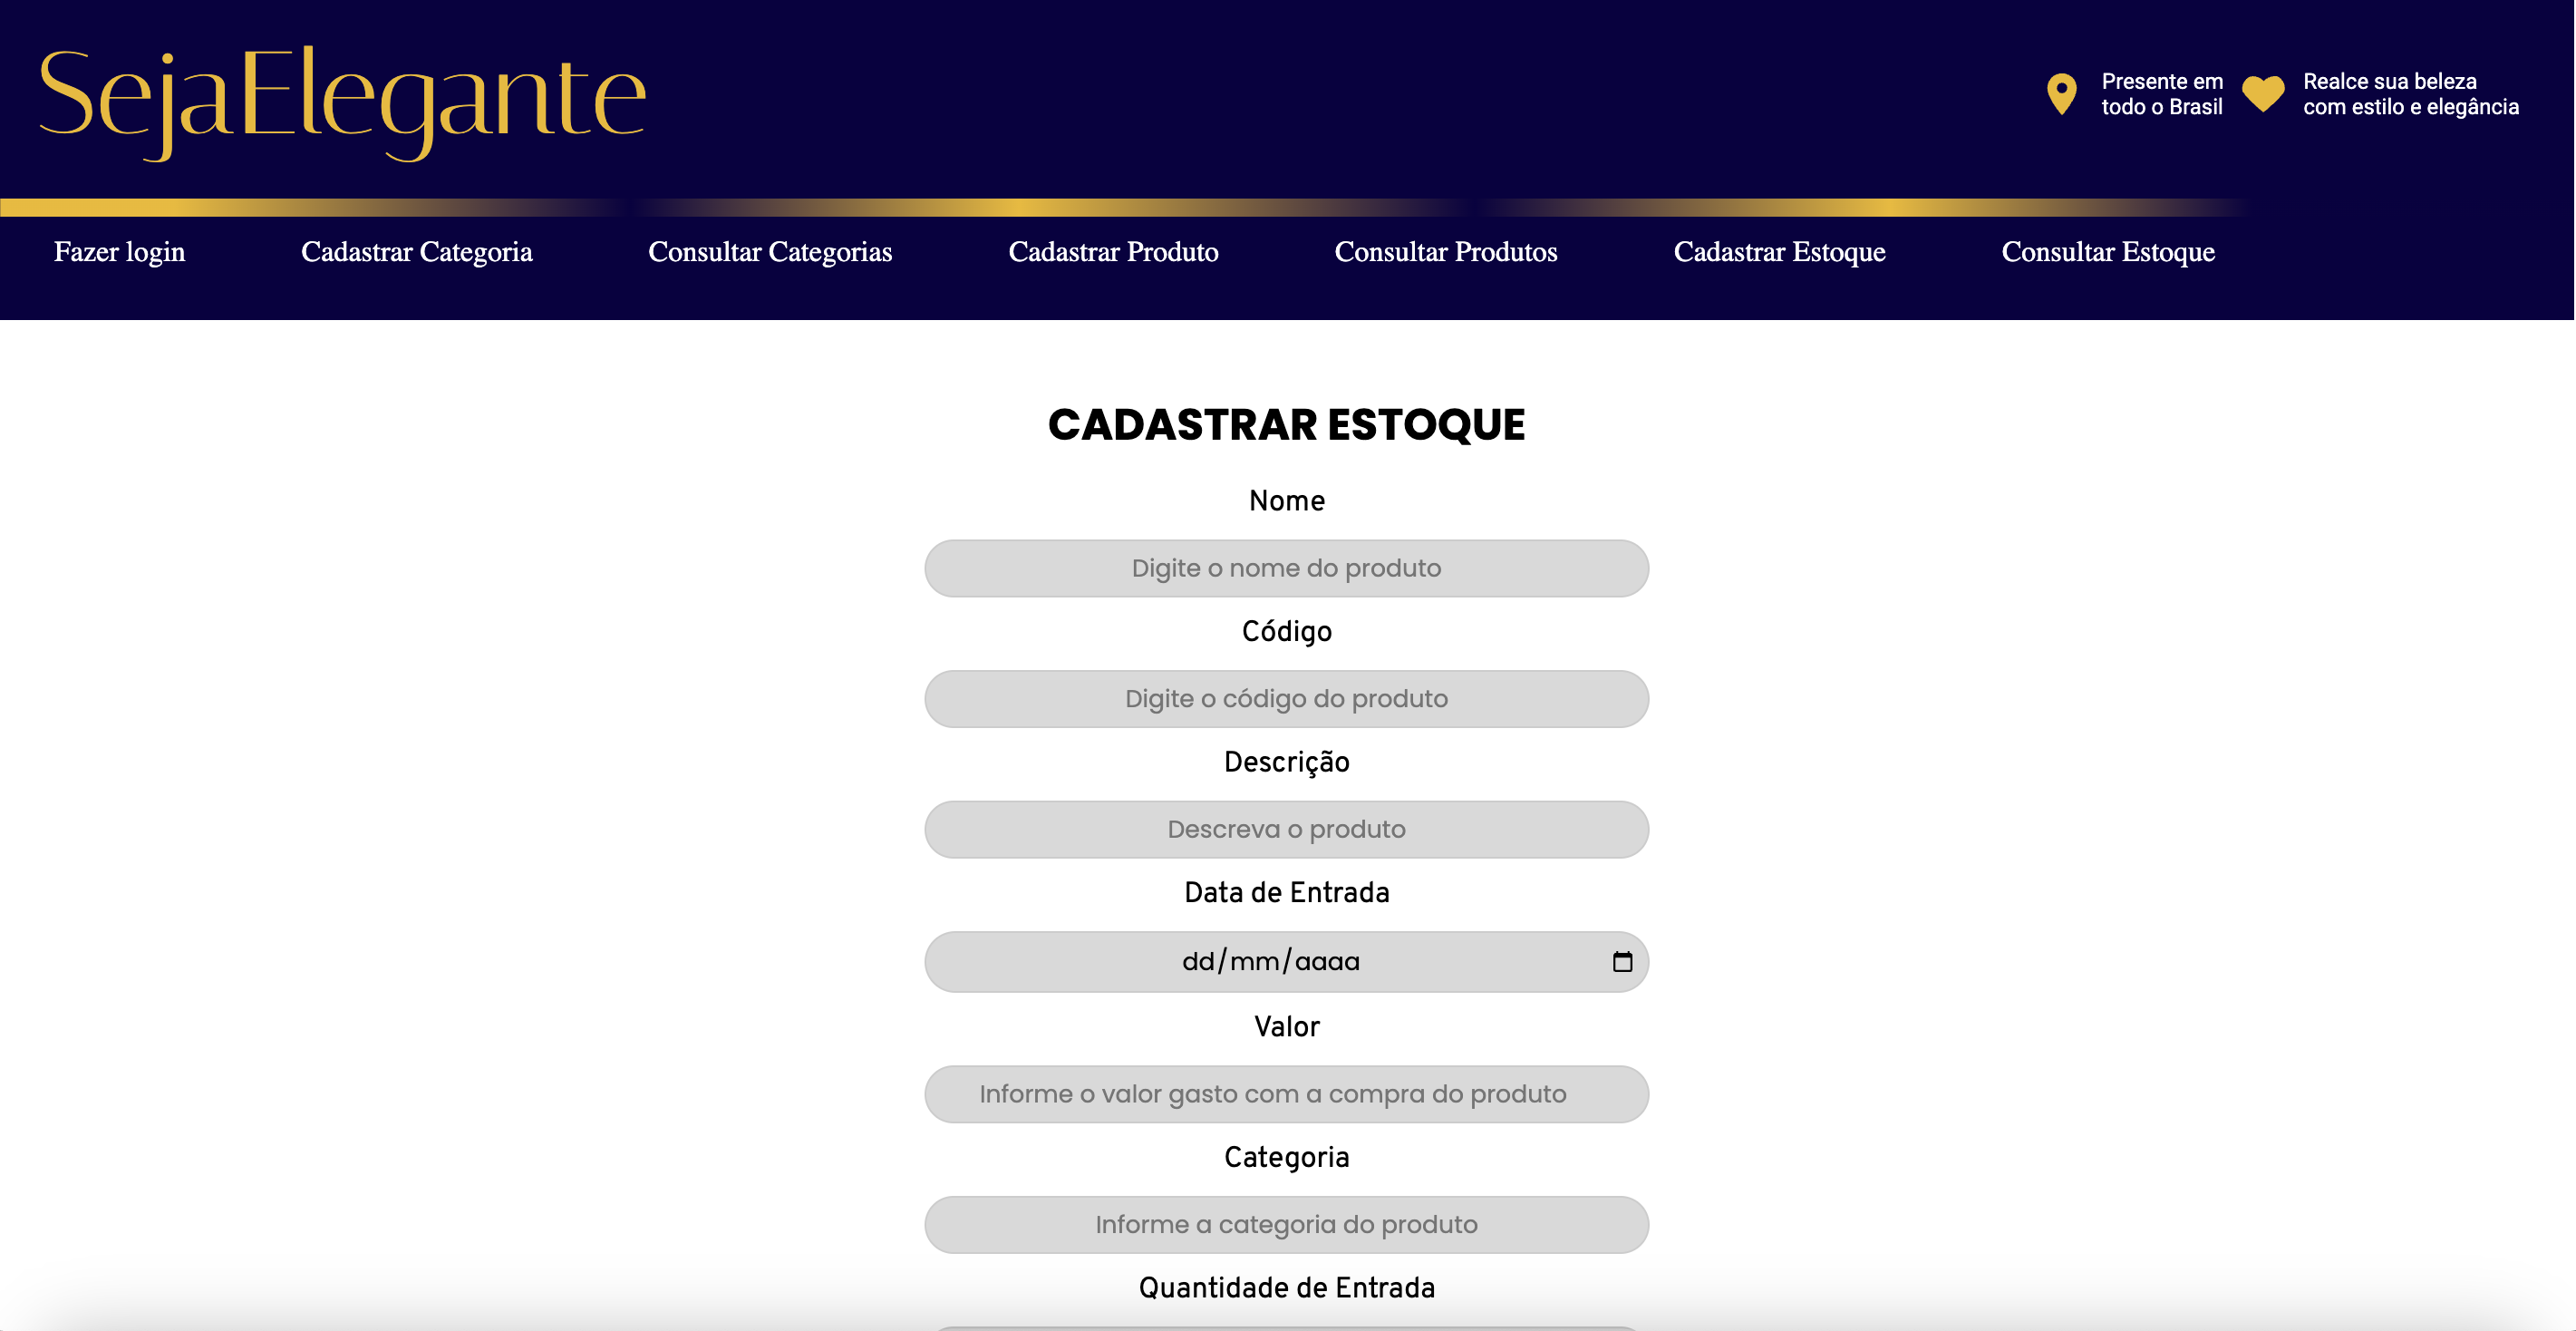 SejaElegante
Presente em
todo o Brasil
Realce sua beleza
com estilo e elegância
Fazer login
Cadastrar Categoria
Consultar Categorias
Cadastrar Produto
Consultar Produtos
Cadastrar Estoque
Consultar Estoque
CADASTRAR ESTOQUE
Nome
Digite o nome do produto
Código
Digite o código do produto
Descrição
Descreva o produto
Data de Entrada
dd/mm/aaaa
Valor
Informe o valor gasto com a compra do produto
Categoria
Informe a categoria do produto
Quantidade de Entrada